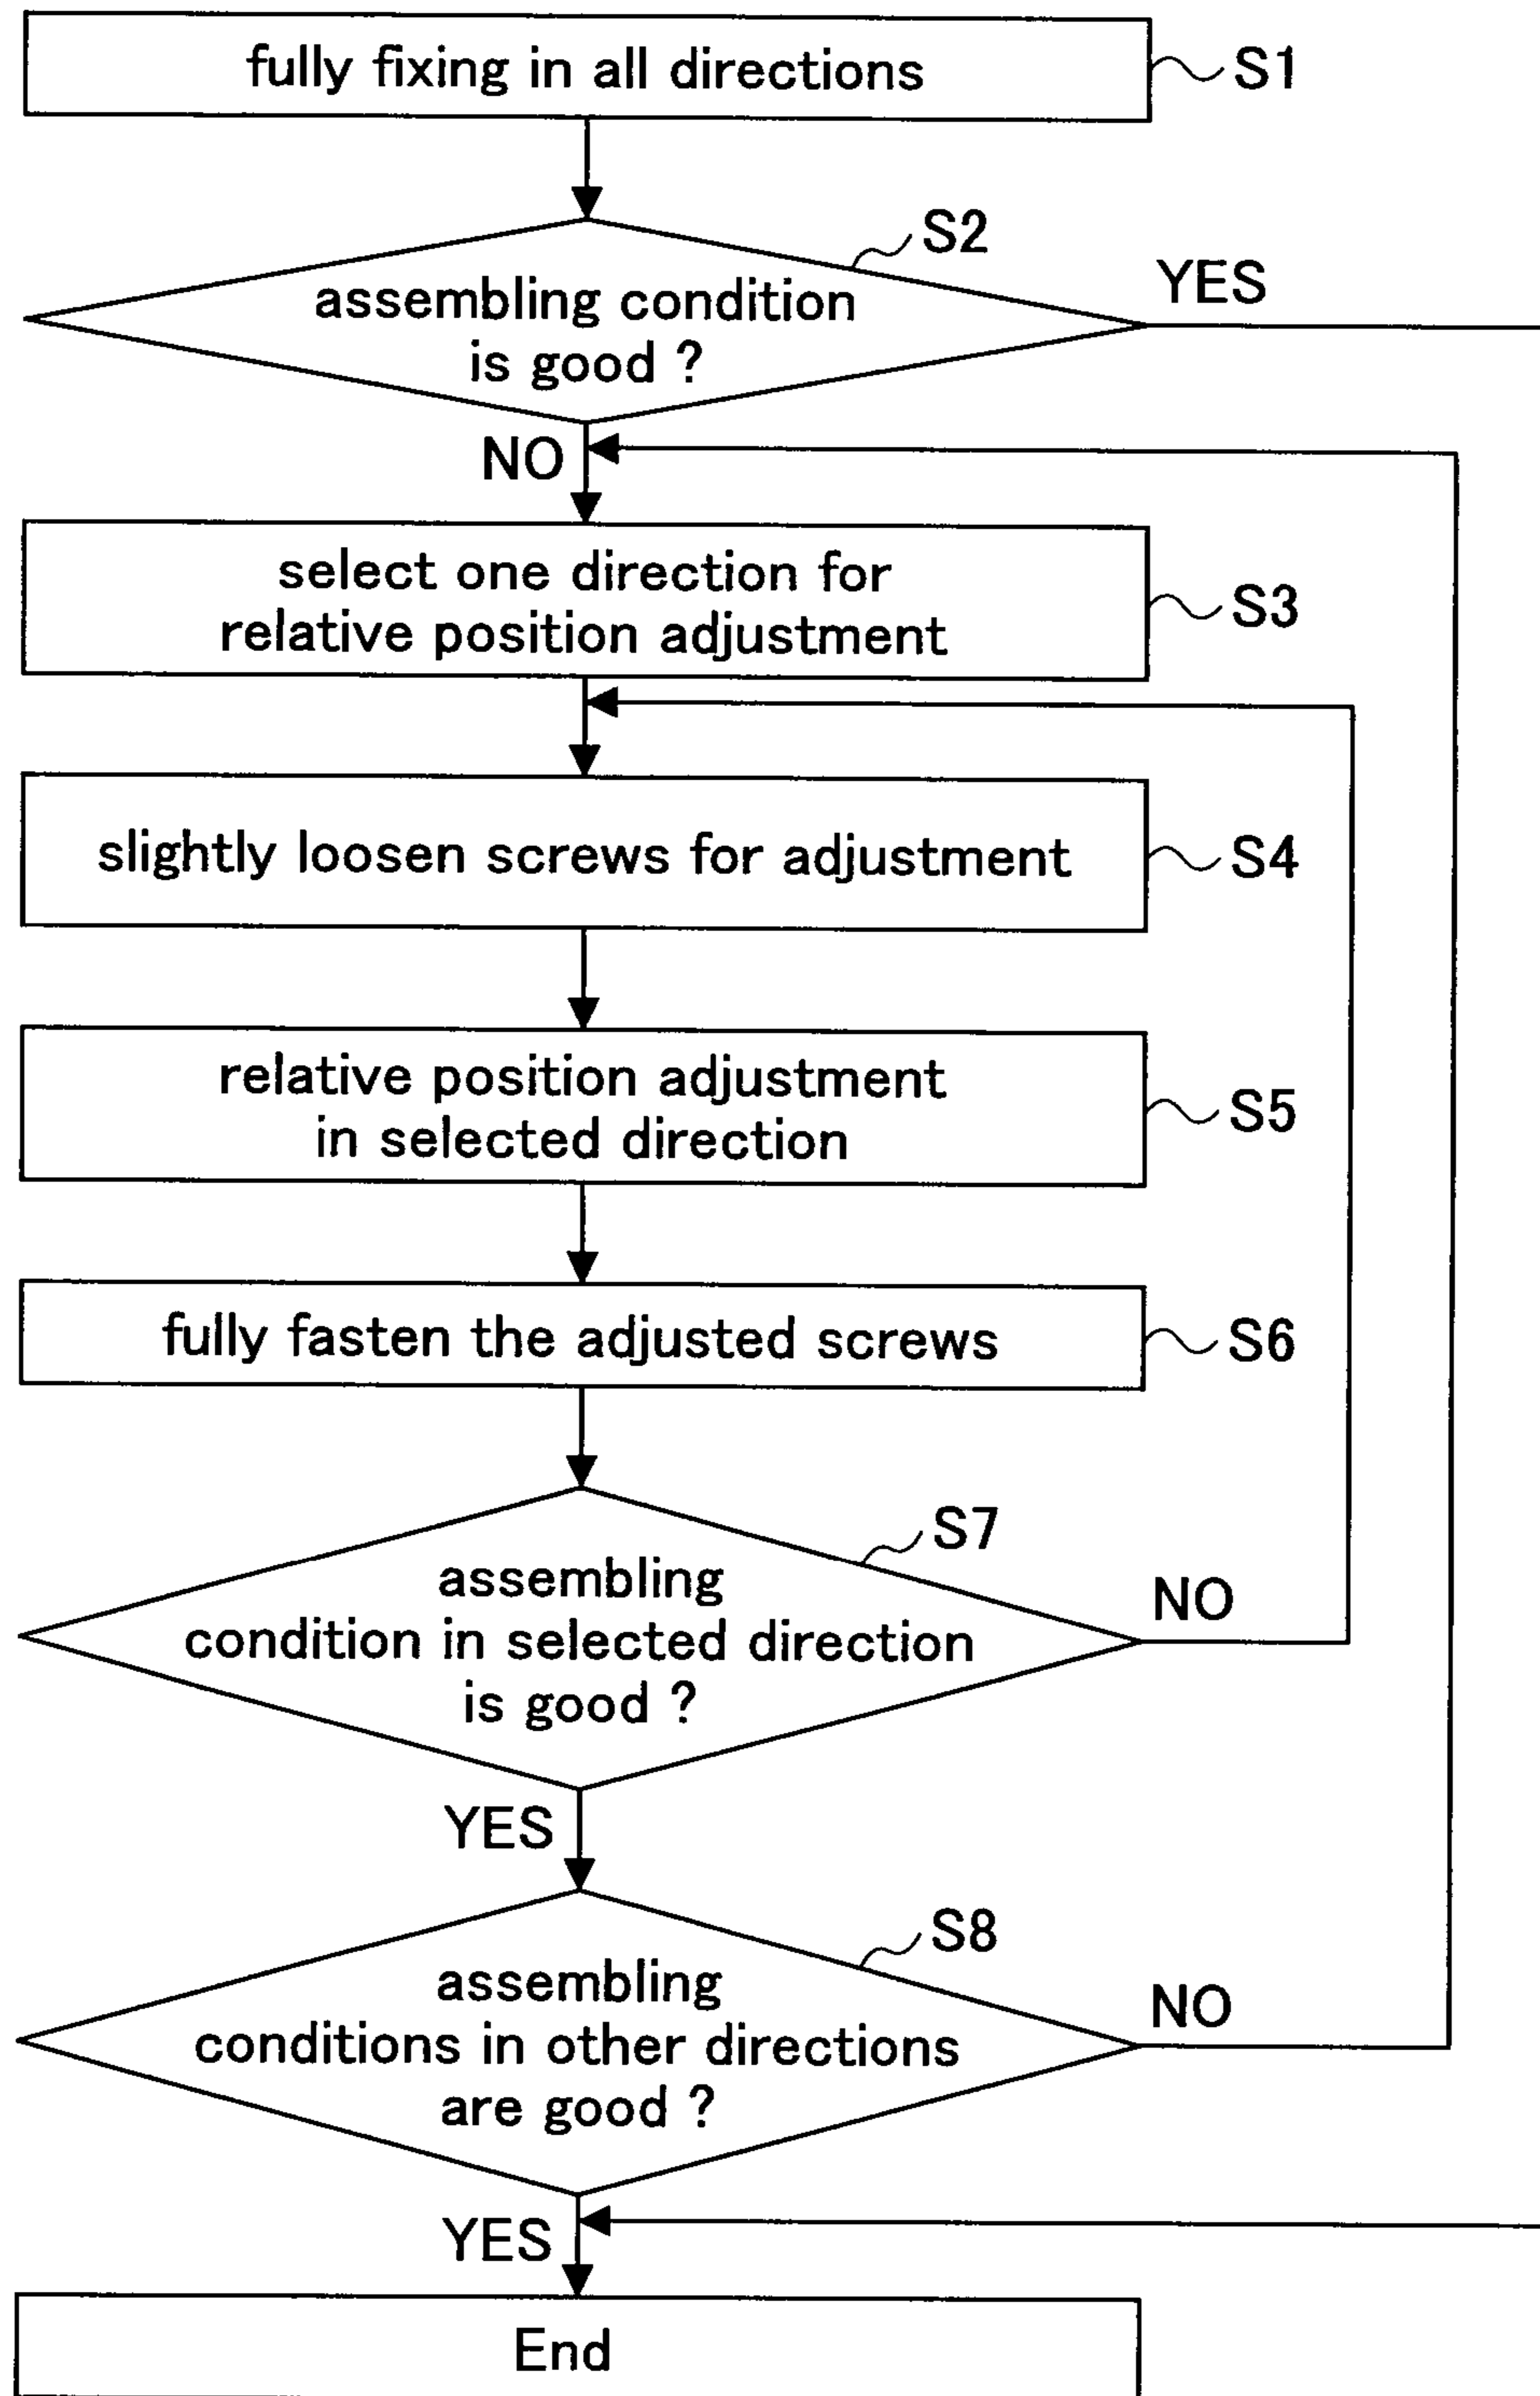 fully fixing in all directions
S1
S2
assembling condition
is good ?
YES
NO
select one direction for
relative position adjustment
S3
slightly loosen screws for adjustment
S4
relative position adjustment
in selected direction
S5
fully fasten the adjusted screws
S6
S7
assembling
condition in selected direction
is good ?
NO
YES
S8
assembling
conditions in other directions
are good ?
NO
YES
End